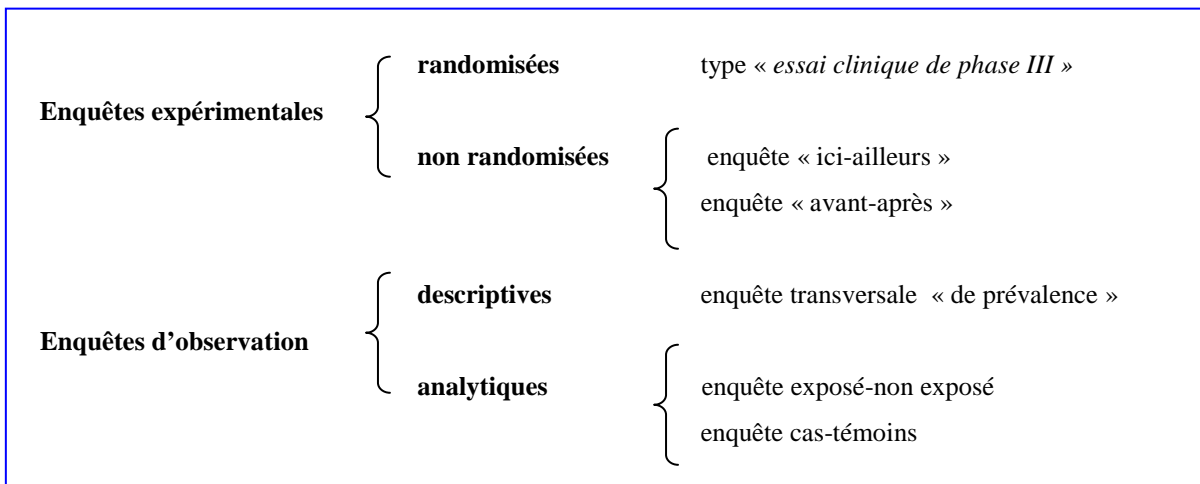 randomisées type « essai clinique de phase III »
Enquêtes expérimentales
non randomisées enquête « ici-ailleurs »
enquête « avant-après »
descriptives enquête transversale « de prévalence »
Enquêtes d’observation
analytiques enquête exposé-non exposé
enquête cas-témoins